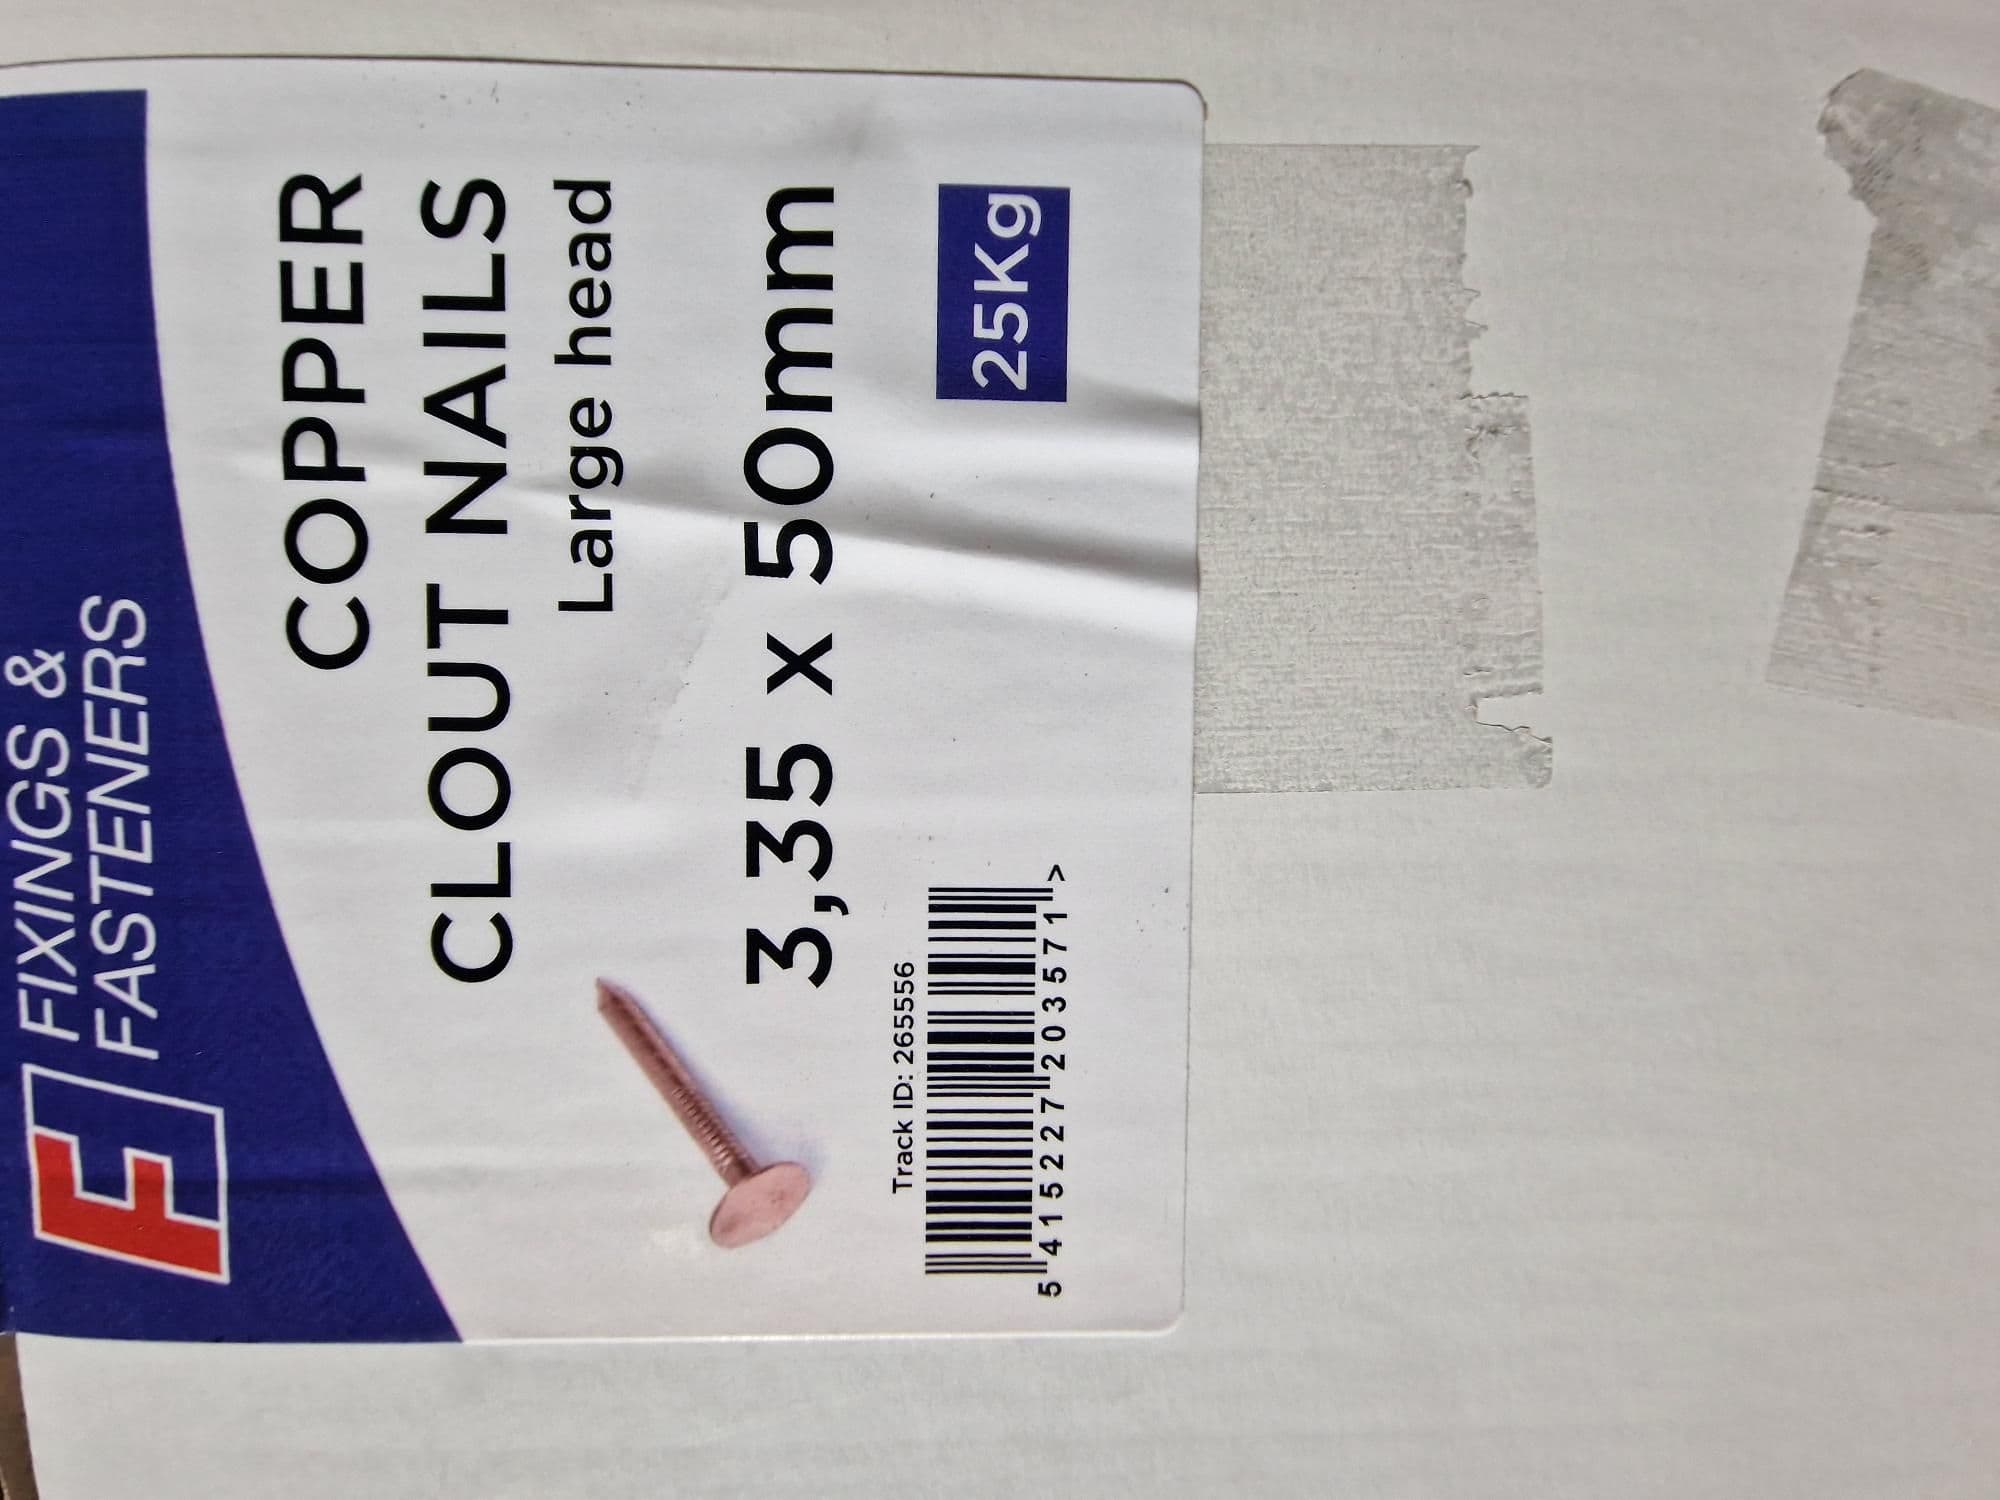 FIXINGS &
FASTENERS
COPPER
CLOUT NAILS
Large head
3,35 x 50mm
25Kg
Track ID: 265556
5 415227 203571 >